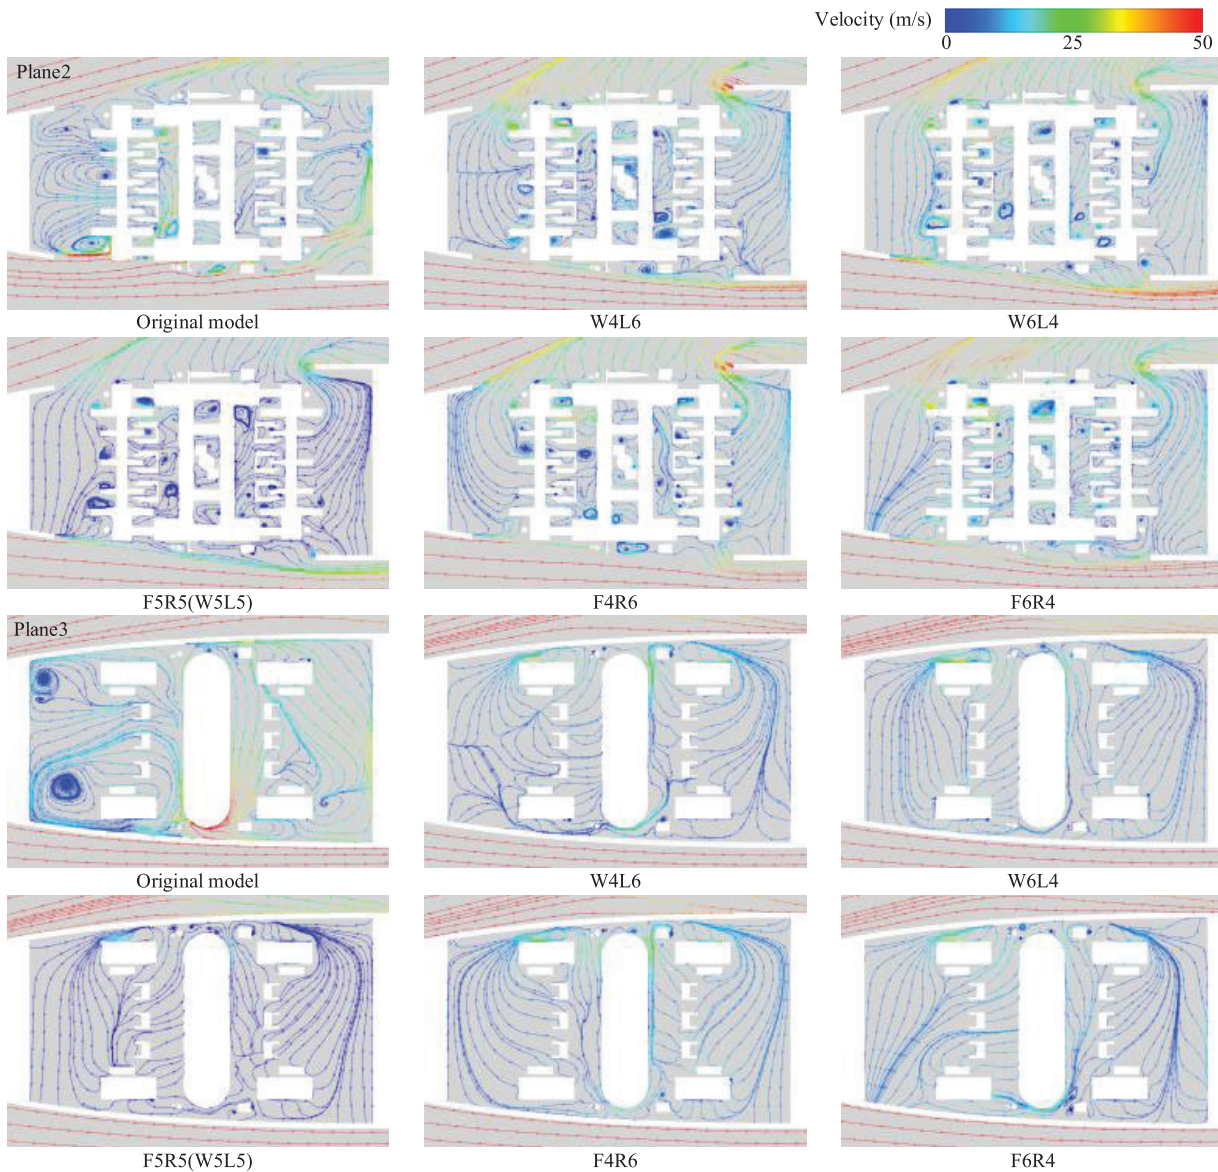 Velocity (m/s)
0 25 50
Plane2
Original model W4L6 W6L4
F5R5(W5L5) F4R6 F6R4
Plane3
Original model W4L6 W6L4
F5R5(W5L5) F4R6 F6R4